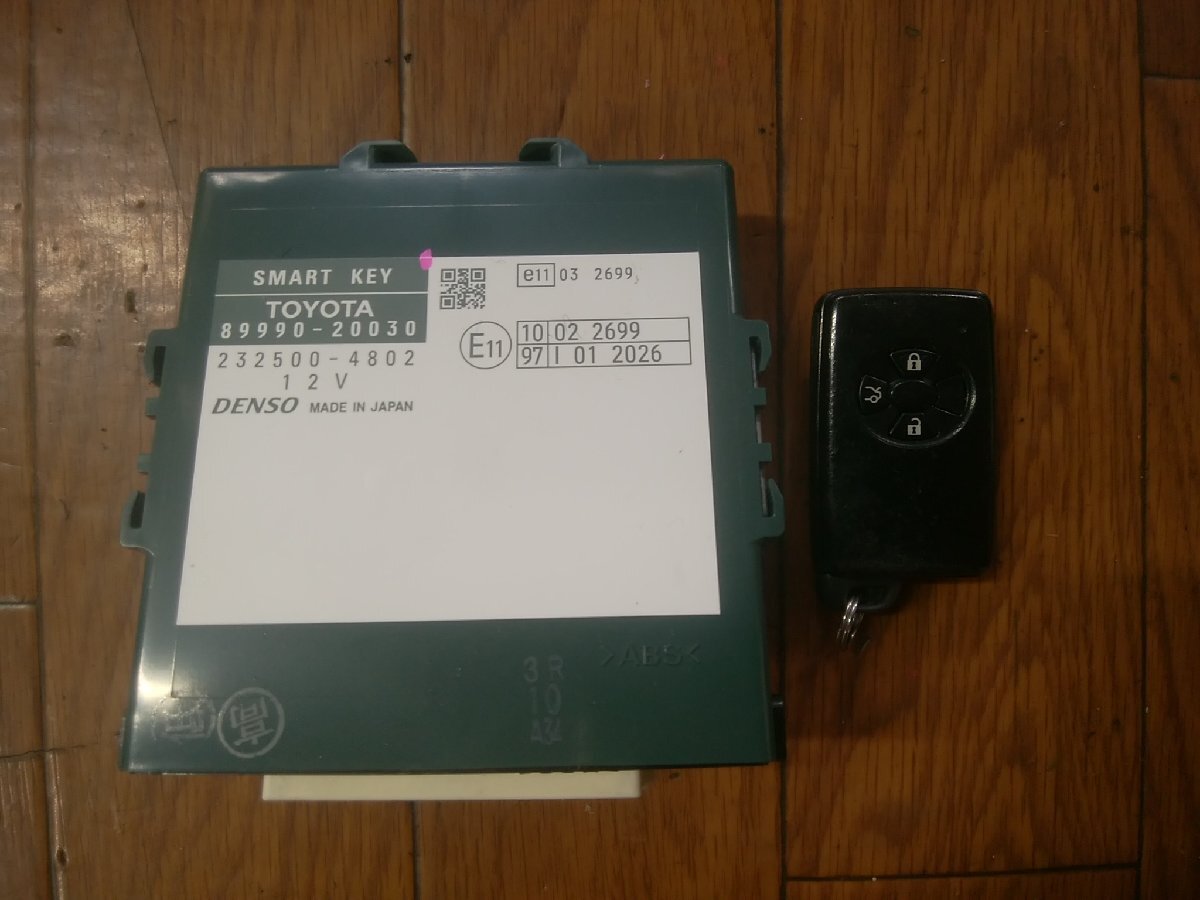 SMART KEY
TOYOTA
89990-20030
232500-4802
12V
DENSO MADE IN JAPAN
e11 03 2699
E11
10 02 2699
97 I 01 2026
>ABS<
3R
10
高